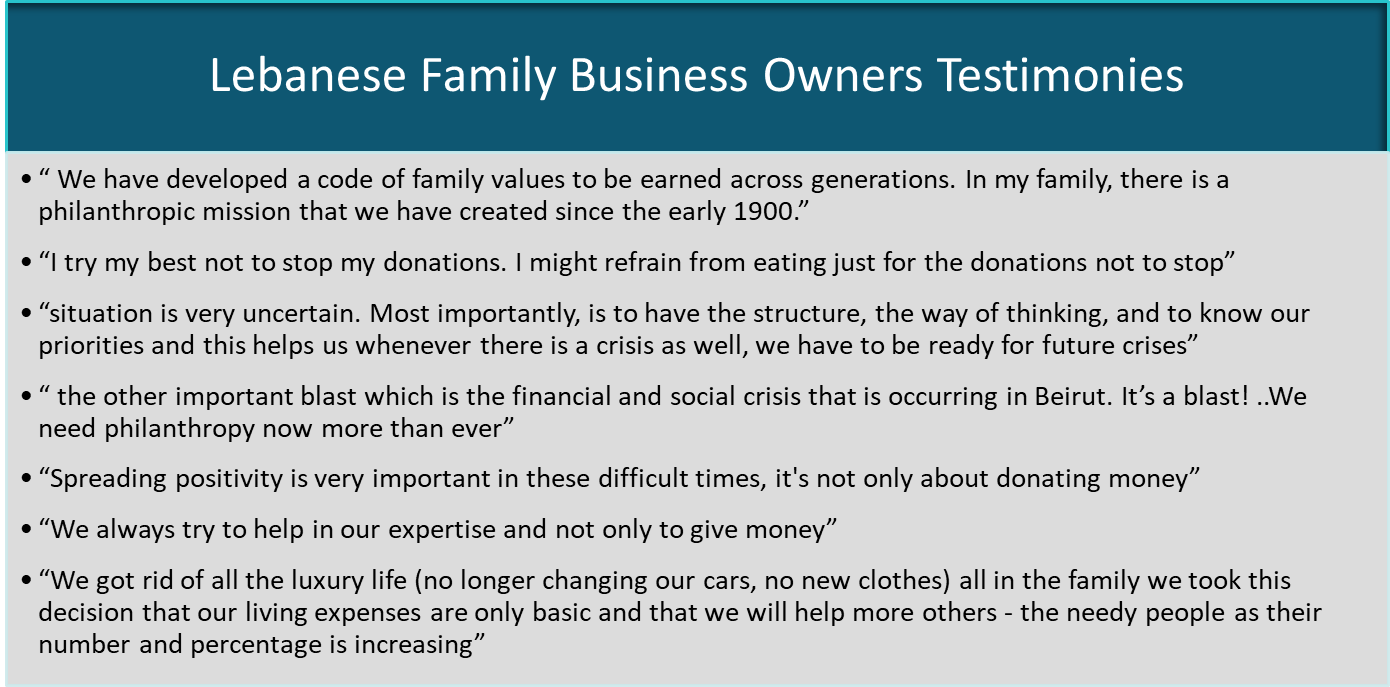 Lebanese Family Business Owners Testimonies
• “ We have developed a code of family values to be earned across generations. In my family, there is a
philanthropic mission that we have created since the early 1900.”
• “I try my best not to stop my donations. I might refrain from eating just for the donations not to stop”
• “situation is very uncertain. Most importantly, is to have the structure, the way of thinking, and to know our
priorities and this helps us whenever there is a crisis as well, we have to be ready for future crises”
• “ the other important blast which is the financial and social crisis that is occurring in Beirut. It’s a blast! ..We
need philanthropy now more than ever”
• “Spreading positivity is very important in these difficult times, it's not only about donating money”
• “We always try to help in our expertise and not only to give money”
• “We got rid of all the luxury life (no longer changing our cars, no new clothes) all in the family we took this
decision that our living expenses are only basic and that we will help more others - the needy people as their
number and percentage is increasing”